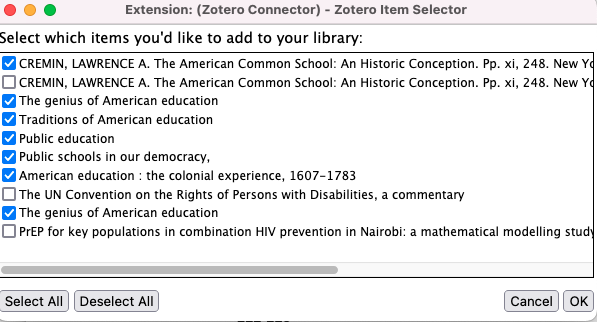 Extension: (Zotero Connector) - Zotero Item Selector
Select which items you'd like to add to your library:
CREMIN, LAWRENCE A. The American Common School: An Historic Conception. Pp. xi, 248. New Yo
CREMIN, LAWRENCE A. The American Common School: An Historic Conception. Pp. xi, 248. New Yo
The genius of American education
Traditions of American education
Public education
Public schools in our democracy,
American education : the colonial experience, 1607-1783
The UN Convention on the Rights of Persons with Disabilities, a commentary
The genius of American education
PrEP for key populations in combination HIV prevention in Nairobi: a mathematical modelling study
Select All Deselect All Cancel OK